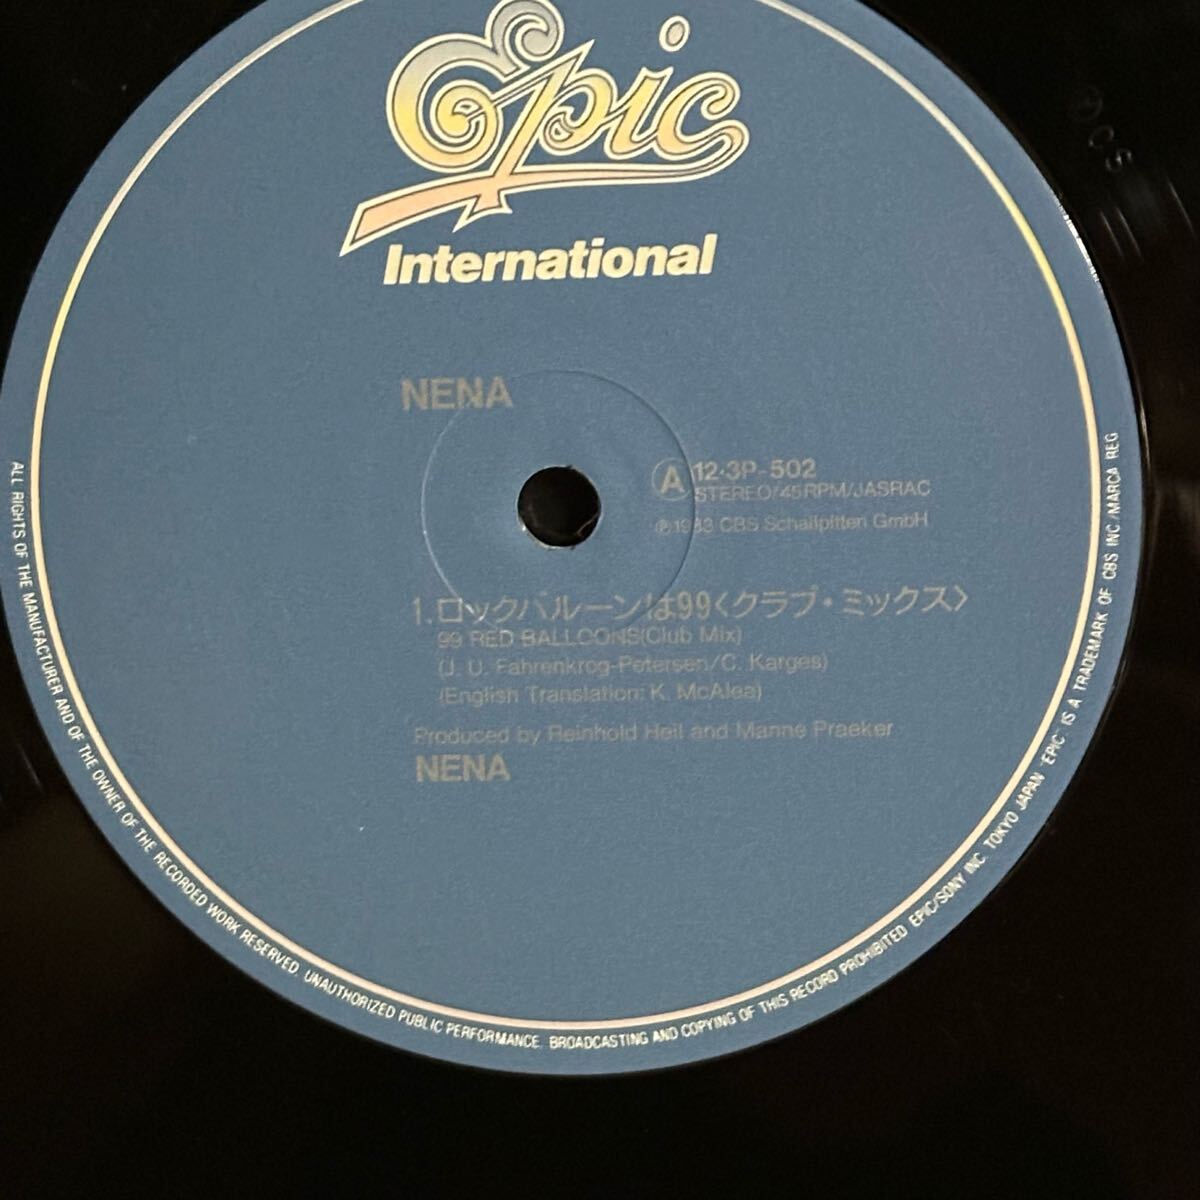 Epic
International
NENA
Ⓐ 12・3P-502
STEREO/45RPM/JASRAC
℗1983 CBS Schallpltten GmbH
1.ロックバルーンは99〈クラブ・ミックス〉
99 RED BALLOONS(Club Mix)
(J. U. Fahrenkrog-Petersen/C. Karges)
(English Translation: K. McAlea)
Produced by Reinhold Heil and Manne Praeker
NENA
ALL RIGHTS OF THE MANUFACTURER AND OF THE OWNER OF THE RECORDED WORK RESERVED. UNAUTHORIZED PUBLIC PERFORMANCE. BROADCASTING AND COPYING OF THIS RECORD PROHIBITED EPIC/SONY INC. TOKYO JAPAN "EPIC" IS A TRADEMARK OF CBS INC./MARCA REG
CS